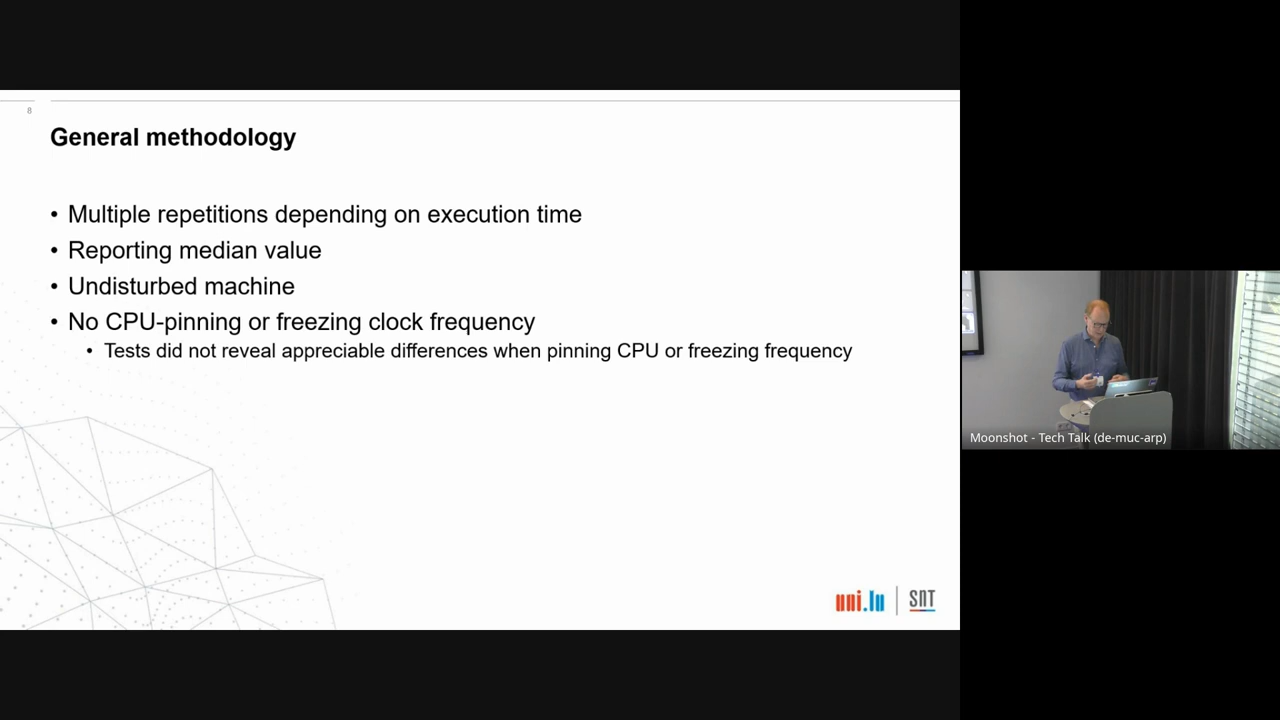 8
General methodology
• Multiple repetitions depending on execution time
• Reporting median value
• Undisturbed machine
• No CPU-pinning or freezing clock frequency
• Tests did not reveal appreciable differences when pinning CPU or freezing frequency
uni.lu | SNT
Moonshot - Tech Talk (de-muc-arp)